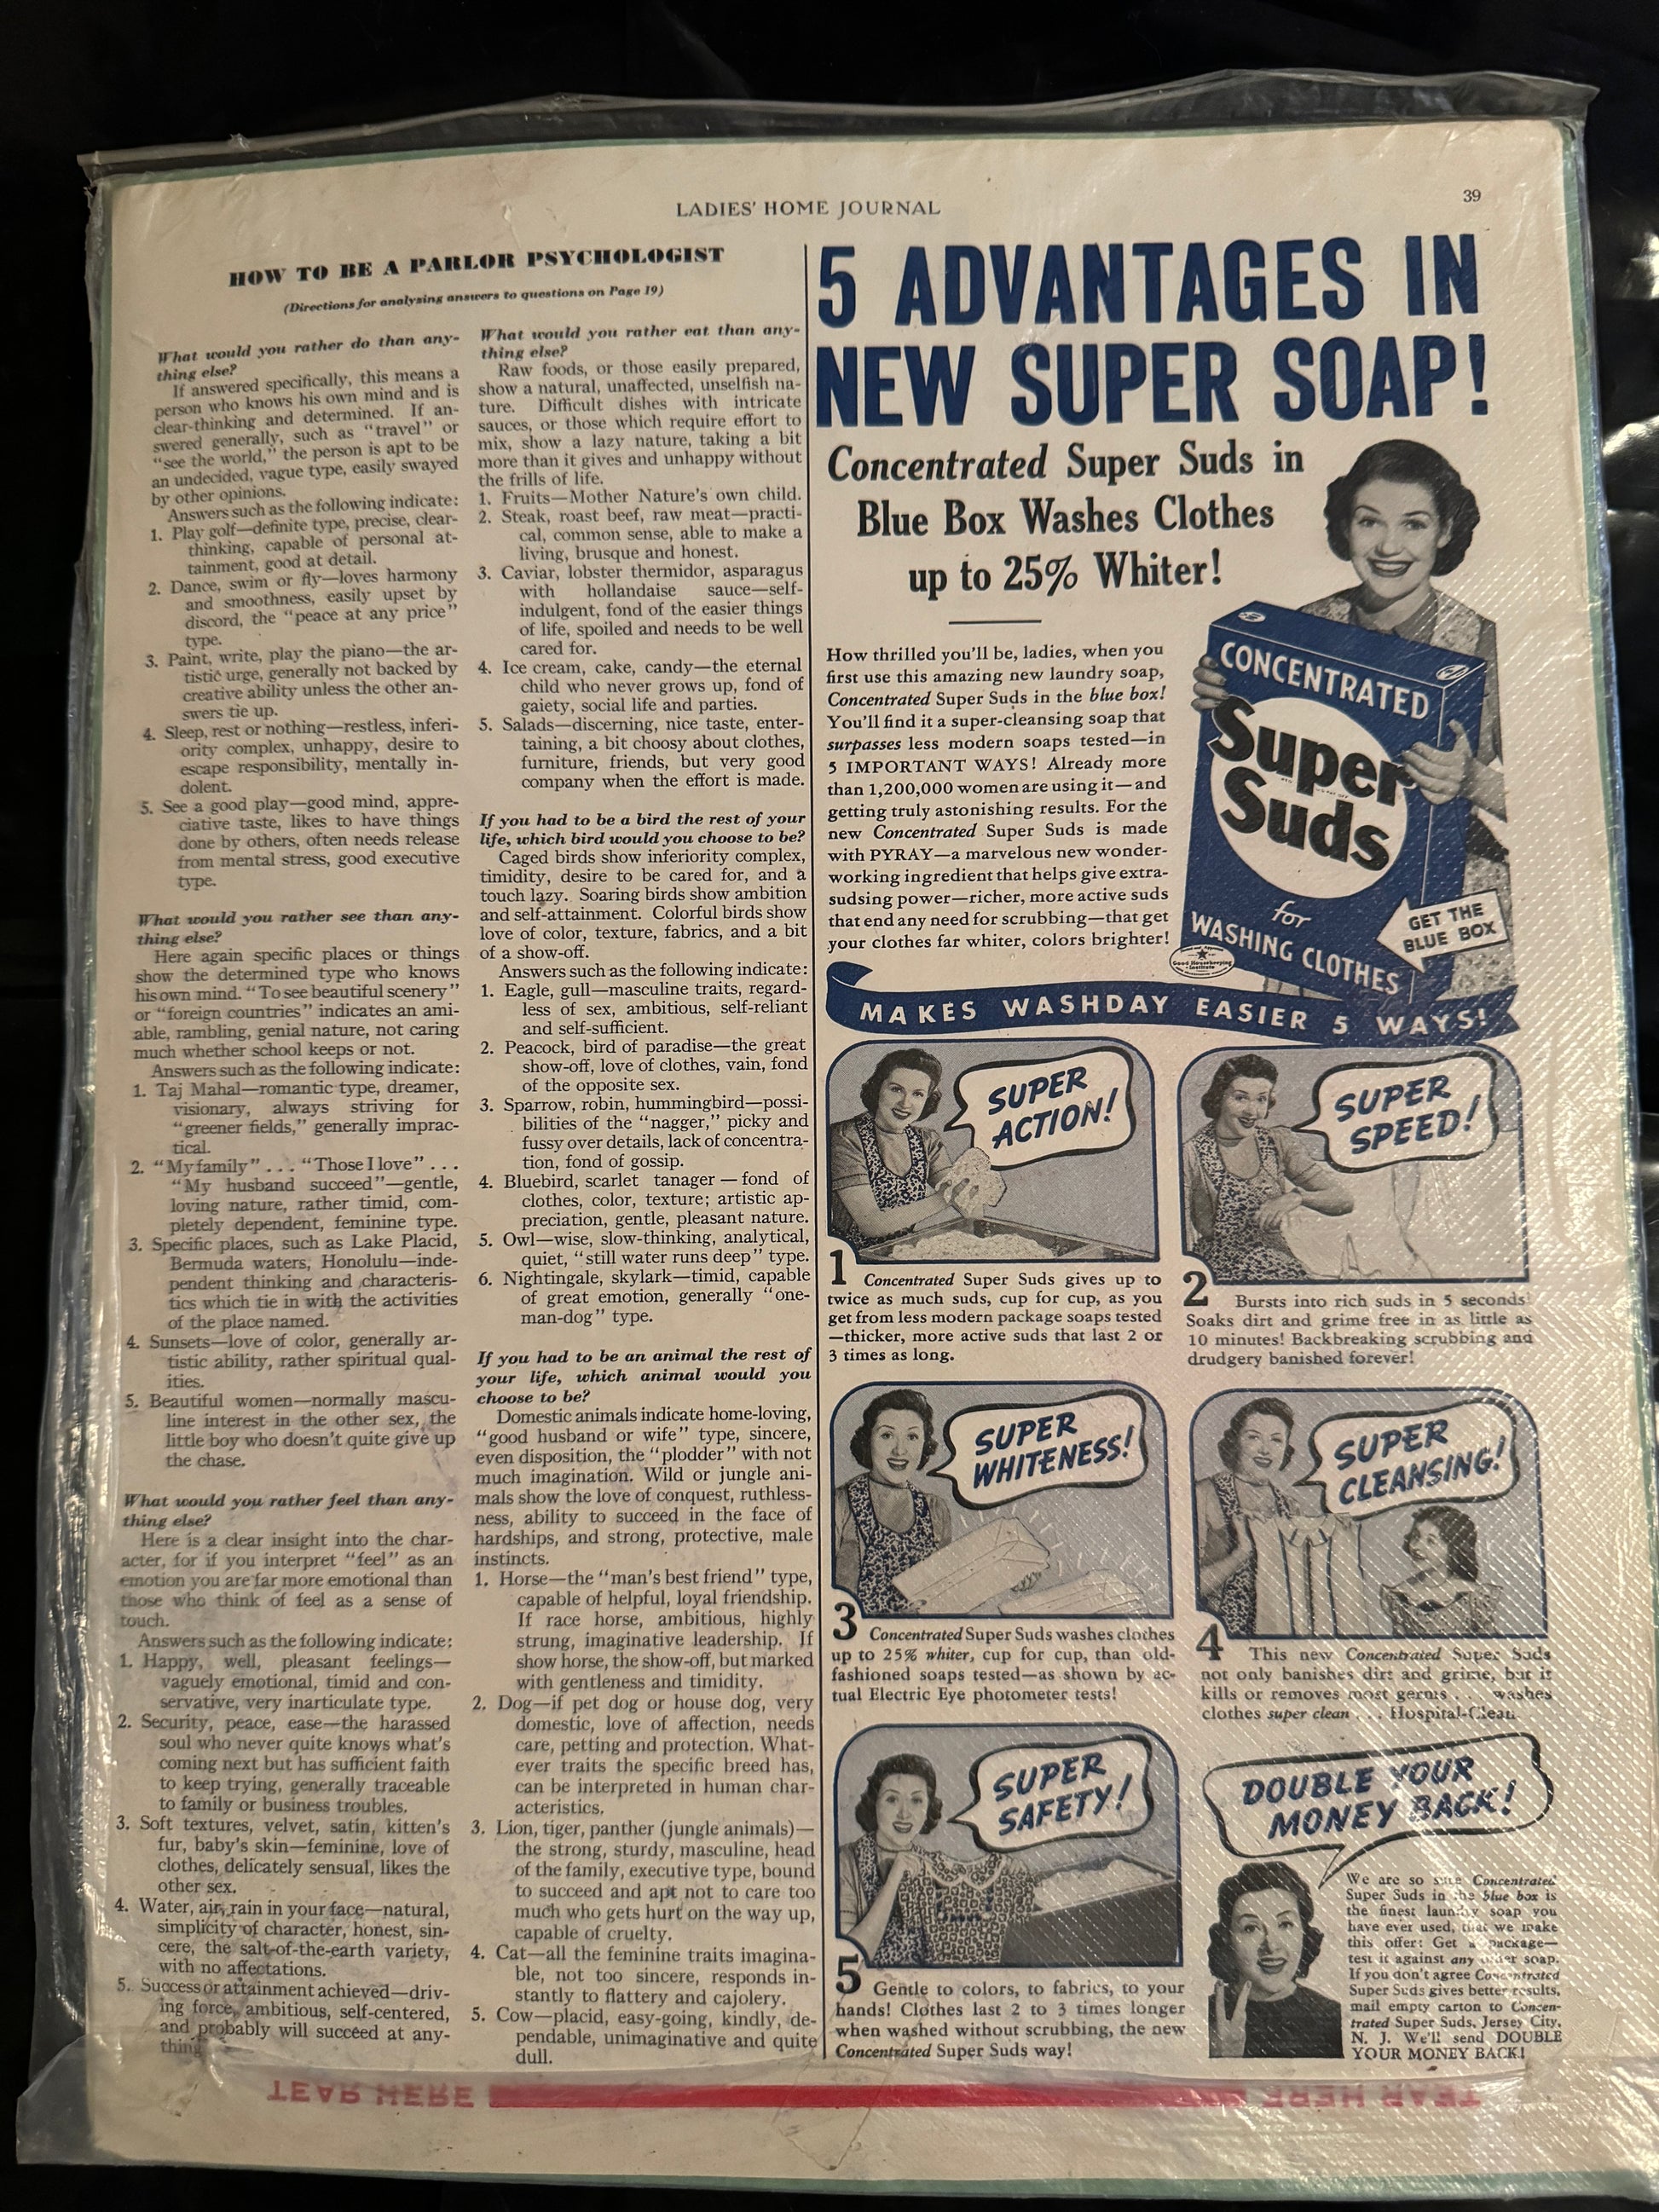 LADIES' HOME JOURNAL
39
HOW TO BE A PARLOR PSYCHOLOGIST
(Directions for analysing answers to questions on Page 19)
What would you rather do than any-
thing else?
If answered specifically, this means a
person who knows his own mind and is
clear-thinking and determined. If an-
swered generally, such as "travel" or
"see the world," the person is apt to be
an undecided, vague type, easily swayed
by other opinions.
Answers such as the following indicate:
1. Play golf—definite type, precise, clear-
thinking, capable of personal at-
tainment, good at detail.
2. Dance, swim or fly—loves harmony
and smoothness, easily upset by
discord, the "peace at any price"
type.
3. Paint, write, play the piano—the ar-
tistic urge, generally not backed by
creative ability unless the other an-
swers tie up.
4. Sleep, rest or nothing—restless, inferi-
ority complex, unhappy, desire to
escape responsibility, mentally in-
dolent.
5. See a good play—good mind, appre-
ciative taste, likes to have things
done by others, often needs release
from mental stress, good executive
type.
What would you rather see than any-
thing else?
Here again specific places or things
show the determined type who knows
his own mind. "To see beautiful scenery"
or "foreign countries" indicates an ami-
able, rambling, genial nature, not caring
much whether school keeps or not.
Answers such as the following indicate:
1. Taj Mahal—romantic type, dreamer,
visionary, always striving for
"greener fields," generally imprac-
tical.
2. "My family" . . . "Those I love" . . .
"My husband succeed"—gentle,
loving nature, rather timid, com-
pletely dependent, feminine type.
3. Specific places, such as Lake Placid,
Bermuda waters, Honolulu—inde-
pendent thinking and characteris-
tics which tie in with the activities
of the place named.
4. Sunsets—love of color, generally ar-
tistic ability, rather spiritual qual-
ities.
5. Beautiful women—normally mascu-
line interest in the other sex, the
little boy who doesn't quite give up
the chase.
What would you rather feel than any-
thing else?
Here is a clear insight into the char-
acter, for if you interpret "feel" as an
emotion you are far more emotional than
those who think of feel as a sense of
touch.
Answers such as the following indicate:
1. Happy, well, pleasant feelings—
vaguely emotional, timid and con-
servative, very inarticulate type.
2. Security, peace, ease—the harassed
soul who never quite knows what's
coming next but has sufficient faith
to keep trying, generally traceable
to family or business troubles.
3. Soft textures, velvet, satin, kitten's
fur, baby's skin—feminine, love of
clothes, delicately sensual, likes the
other sex.
4. Water, air, rain in your face—natural,
simplicity of character, honest, sin-
cere, the salt-of-the-earth variety,
with no affectations.
5. Success or attainment achieved—driv-
ing force, ambitious, self-centered,
and probably will succeed at any-
thing.
What would you rather eat than any-
thing else?
Raw foods, or those easily prepared,
show a natural, unaffected, unselfish na-
ture. Difficult dishes with intricate
sauces, or those which require effort to
mix, show a lazy nature, taking a bit
more than it gives and unhappy without
the frills of life.
1. Fruits—Mother Nature's own child.
2. Steak, roast beef, raw meat—practi-
cal, common sense, able to make a
living, brusque and honest.
3. Caviar, lobster thermidor, asparagus
with hollandaise sauce—self-
indulgent, fond of the easier things
of life, spoiled and needs to be well
cared for.
4. Ice cream, cake, candy—the eternal
child who never grows up, fond of
gaiety, social life and parties.
5. Salads—discerning, nice taste, enter-
taining, a bit choosy about clothes,
furniture, friends, but very good
company when the effort is made.
If you had to be a bird the rest of your
life, which bird would you choose to be?
Caged birds show inferiority complex,
timidity, desire to be cared for, and a
touch lazy. Soaring birds show ambition
and self-attainment. Colorful birds show
love of color, texture, fabrics, and a bit
of a show-off.
Answers such as the following indicate:
1. Eagle, gull—masculine traits, regard-
less of sex, ambitious, self-reliant
and self-sufficient.
2. Peacock, bird of paradise—the great
show-off, love of clothes, vain, fond
of the opposite sex.
3. Sparrow, robin, hummingbird—possi-
bilities of the "nagger," picky and
fussy over details, lack of concentra-
tion, fond of gossip.
4. Bluebird, scarlet tanager—fond of
clothes, color, texture; artistic ap-
preciation, gentle, pleasant nature.
5. Owl—wise, slow-thinking, analytical,
quiet, "still water runs deep" type.
6. Nightingale, skylark—timid, capable
of great emotion, generally "one-
man-dog" type.
If you had to be an animal the rest of
your life, which animal would you
choose to be?
Domestic animals indicate home-loving,
"good husband or wife" type, sincere,
even disposition, the "plodder" with not
much imagination. Wild or jungle ani-
mals show the love of conquest, ruthless-
ness, ability to succeed in the face of
hardships, and strong, protective, male
instincts.
1. Horse—the "man's best friend" type,
capable of helpful, loyal friendship.
If race horse, ambitious, highly
strung, imaginative leadership. If
show horse, the show-off, but marked
with gentleness and timidity.
2. Dog—if pet dog or house dog, very
domestic, love of affection, needs
care, petting and protection. What-
ever traits the specific breed has,
can be interpreted in human char-
acteristics.
3. Lion, tiger, panther (jungle animals)—
the strong, sturdy, masculine, head
of the family, executive type, bound
to succeed and apt not to care too
much who gets hurt on the way up,
capable of cruelty.
4. Cat—all the feminine traits imagina-
ble, not too sincere, responds in-
stantly to flattery and cajolery.
5. Cow—placid, easy-going, kindly, de-
pendable, unimaginative and quite
dull.
5 ADVANTAGES IN
NEW SUPER SOAP!
Concentrated Super Suds in
Blue Box Washes Clothes
up to 25% Whiter!
How thrilled you'll be, ladies, when you
first use this amazing new laundry soap,
Concentrated Super Suds in the blue box!
You'll find it a super-cleansing soap that
surpasses less modern soaps tested—in
5 IMPORTANT WAYS! Already more
than 1,200,000 women are using it—and
getting truly astonishing results. For the
new Concentrated Super Suds is made
with PYRAY—a marvelous new wonder-
working ingredient that helps give extra-
sudsing power—richer, more active suds
that end any need for scrubbing—that get
your clothes far whiter, colors brighter!
CONCENTRATED
Super
Suds
for
WASHING CLOTHES
GET THE
BLUE BOX
Good Housekeeping
Institute
MAKES WASHDAY EASIER 5 WAYS!
SUPER
ACTION!
1 Concentrated Super Suds gives up to
twice as much suds, cup for cup, as you
get from less modern package soaps tested
—thicker, more active suds that last 2 or
3 times as long.
SUPER
SPEED!
2 Bursts into rich suds in 5 seconds!
Soaks dirt and grime free in as little as
10 minutes! Backbreaking scrubbing and
drudgery banished forever!
SUPER
WHITENESS!
3 Concentrated Super Suds washes clothes
up to 25% whiter, cup for cup, than old-
fashioned soaps tested—as shown by ac-
tual Electric Eye photometer tests!
SUPER
CLEANSING!
4 This new Concentrated Super Suds
not only banishes dirt and grime, but it
kills or removes most germs . . . washes
clothes super clean . . . Hospital-Clean.
SUPER
SAFETY!
5 Gentle to colors, to fabrics, to your
hands! Clothes last 2 to 3 times longer
when washed without scrubbing, the new
Concentrated Super Suds way!
DOUBLE YOUR
MONEY BACK!
We are so sure Concentrated
Super Suds in the blue box is
the finest laundry soap you
have ever used, that we make
this offer: Get a package—
test it against any other soap.
If you don't agree Concentrated
Super Suds gives better results,
mail empty carton to Concen-
trated Super Suds, Jersey City,
N. J. We'll send DOUBLE
YOUR MONEY BACK!
TEAR HERE TEAR HERE